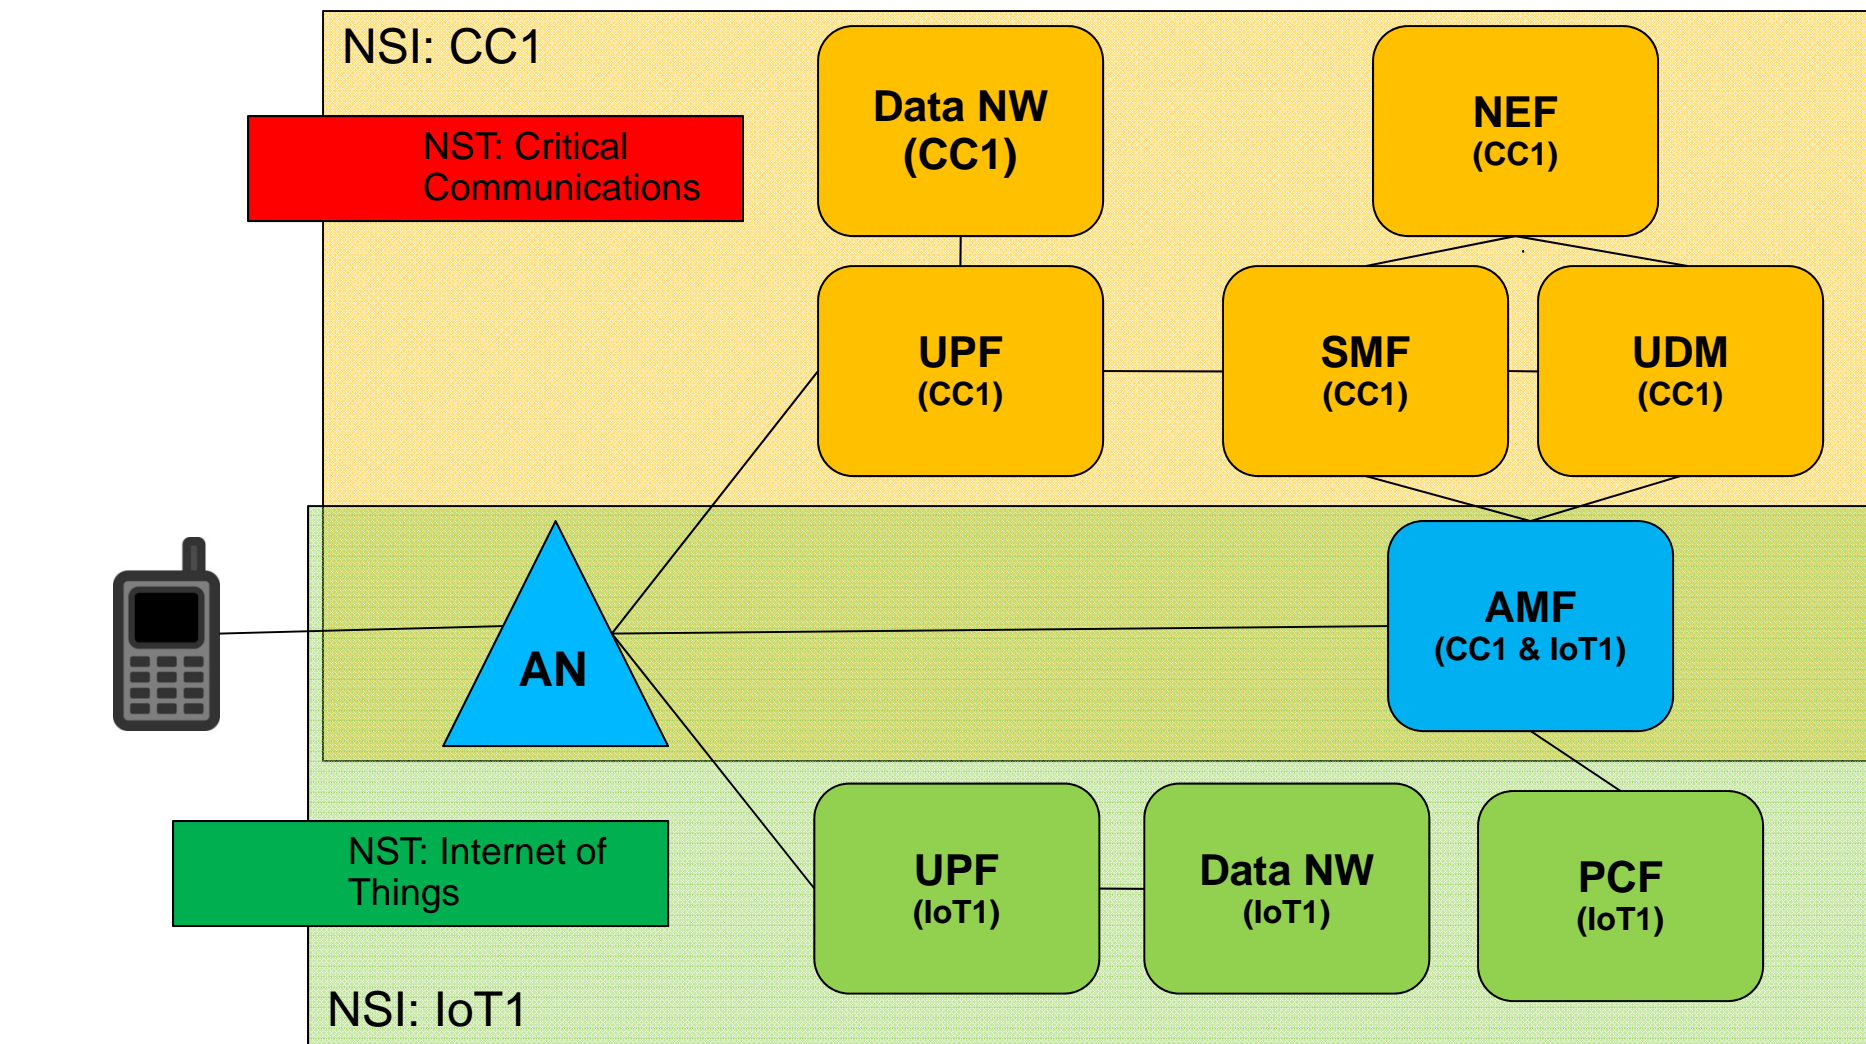 NSI: CC1
NST: Critical
Communications
Data NW
(CC1)
NEF
(CC1)
UPF
(CC1)
SMF
(CC1)
UDM
(CC1)
AN
AMF
(CC1 & IoT1)
NST: Internet of
Things
UPF
(IoT1)
Data NW
(IoT1)
PCF
(IoT1)
NSI: IoT1